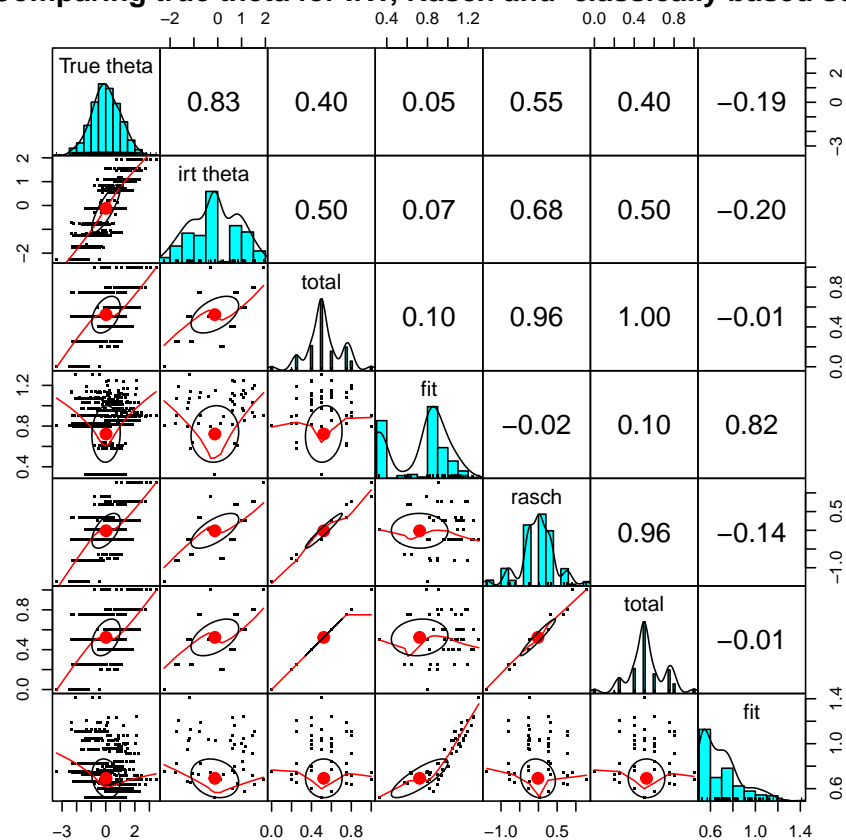 true theta for IRT, Rasch and classically based
−2 0 1 2 0.4 0.8 1.2 0.0 0.4 0.8
True theta
0.83 0.40 0.05 0.55 0.40 −0.19
−3 0 2
−2 0 1 2
irt theta
0.50 0.07 0.68 0.50 −0.20
total
0.10 0.96 1.00 −0.01
0.0 0.4 0.8
0.4 0.8 1.2
fit
−0.02 0.10 0.82
rasch
0.96 −0.14
−1.0 0.5
0.0 0.4 0.8
total
−0.01
fit
0.6 1.0 1.4
−3 0 2 0.0 0.4 0.8 −1.0 0.5 0.6 1.0 1.4